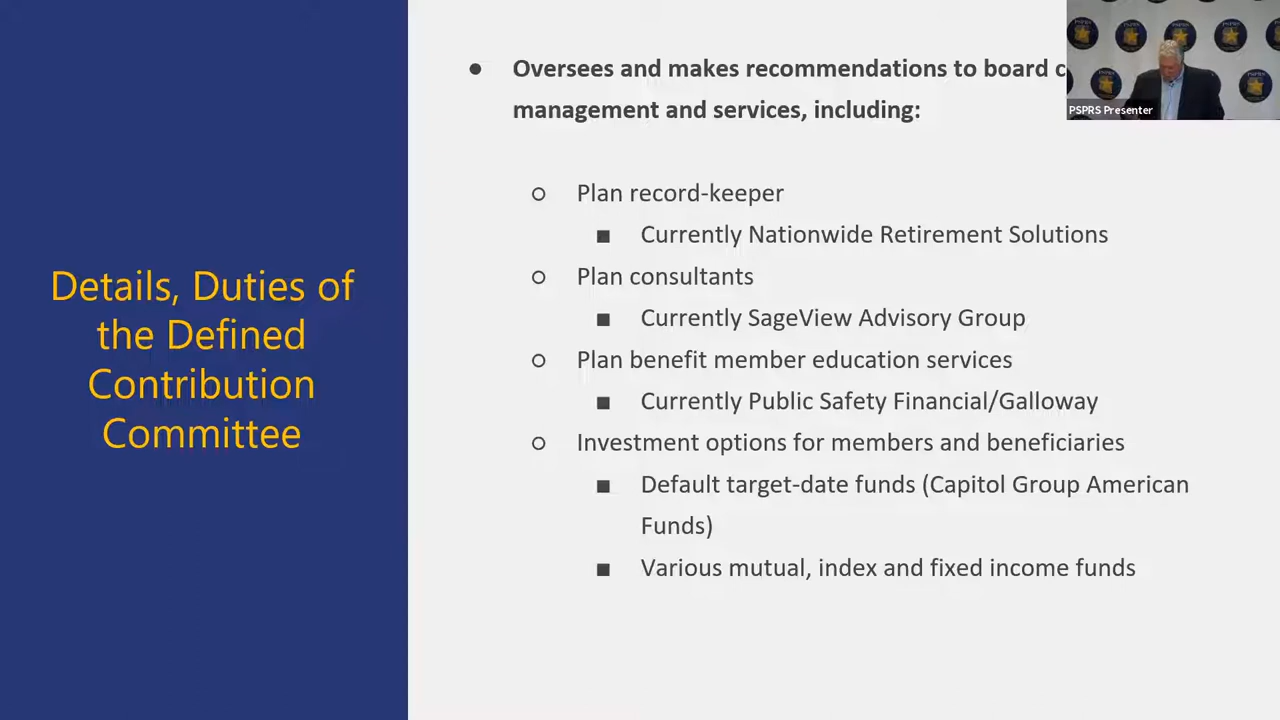 Oversees and makes recommendations to board
management and services, including:
Plan record-keeper
Currently Nationwide Retirement Solutions
Plan consultants
Currently SageView Advisory Group
Plan benefit member education services
Currently Public Safety Financial/Galloway
Investment options for members and beneficiaries
Default target-date funds (Capitol Group American
Funds)
Various mutual, index and fixed income funds
Details, Duties of
the Defined
Contribution
Committee
PSPRS Presenter